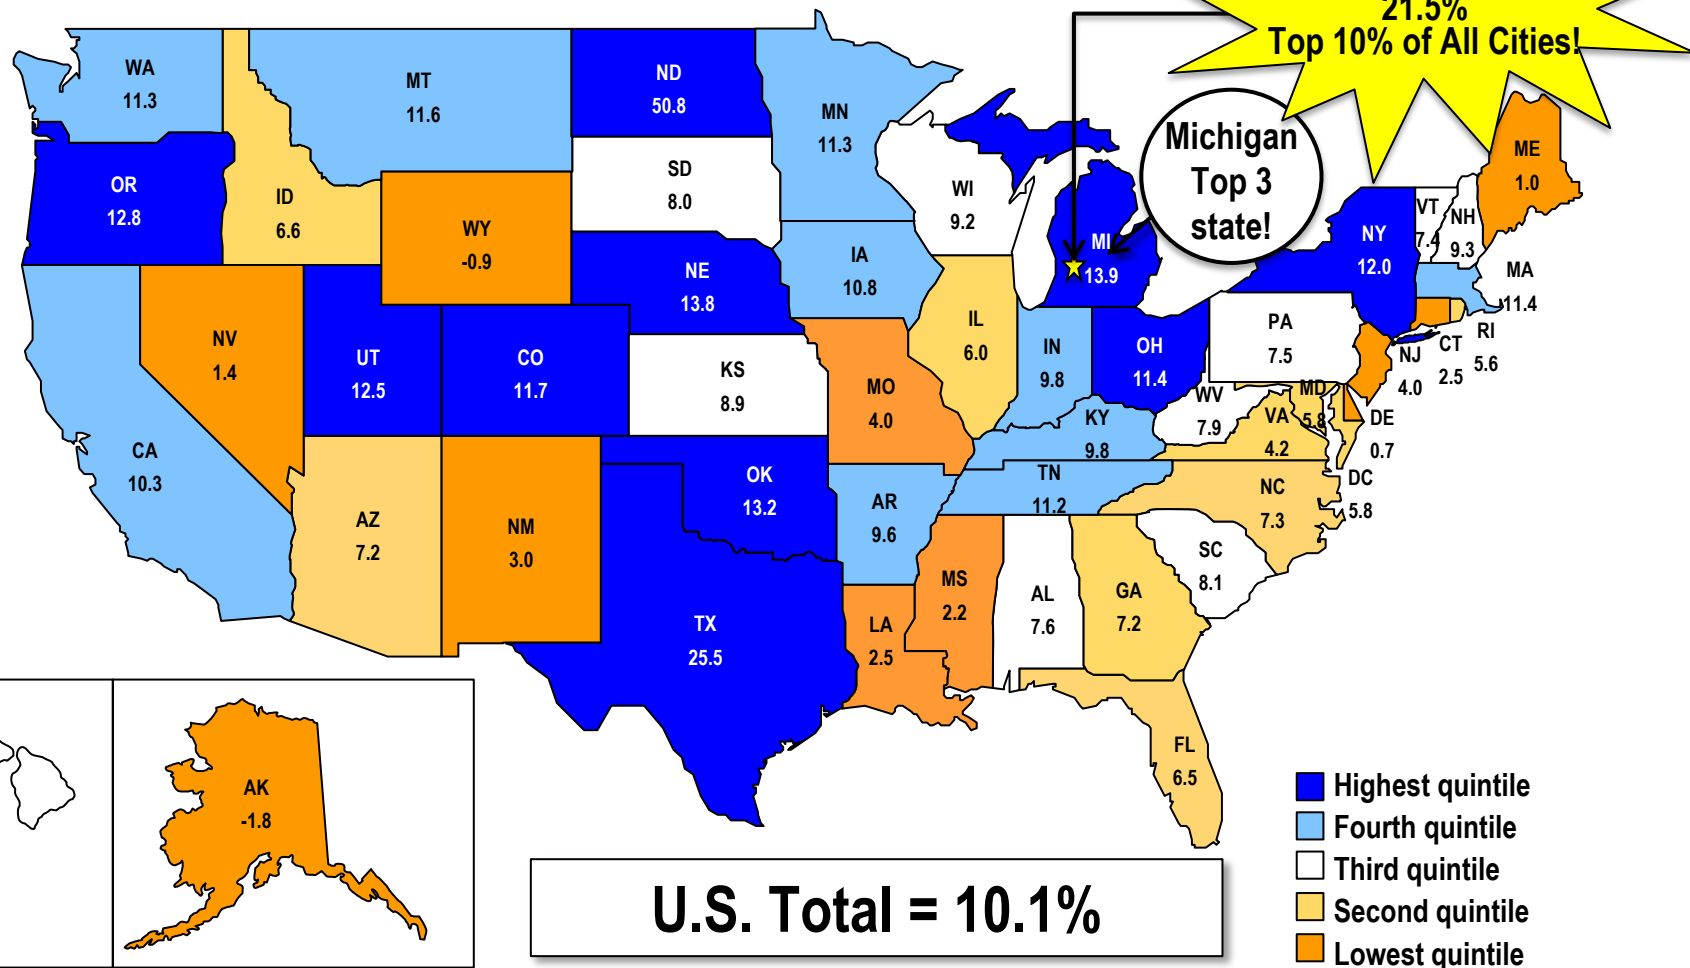 21.5%
Top 10% of All Cities!
WA
11.3
MT
11.6
ND
50.8
MN
11.3
Michigan
Top 3
state!
ME
1.0
OR
12.8
ID
6.6
WY
-0.9
SD
8.0
WI
9.2
MI
13.9
NY
12.0
VT
7.4
NH
9.3
MA
11.4
NV
1.4
UT
12.5
CO
11.7
NE
13.8
IA
10.8
IL
6.0
IN
9.8
OH
11.4
PA
7.5
NJ
4.0
CT
2.5
RI
5.6
KS
8.9
MO
4.0
KY
9.8
WV
7.9
VA
4.2
MD
5.8
DE
0.7
DC
5.8
CA
10.3
AZ
7.2
NM
3.0
OK
13.2
AR
9.6
TN
11.2
NC
7.3
SC
8.1
TX
25.5
LA
2.5
MS
2.2
AL
7.6
GA
7.2
FL
6.5
AK
-1.8
U.S. Total = 10.1%
Highest quintile
Fourth quintile
Third quintile
Second quintile
Lowest quintile